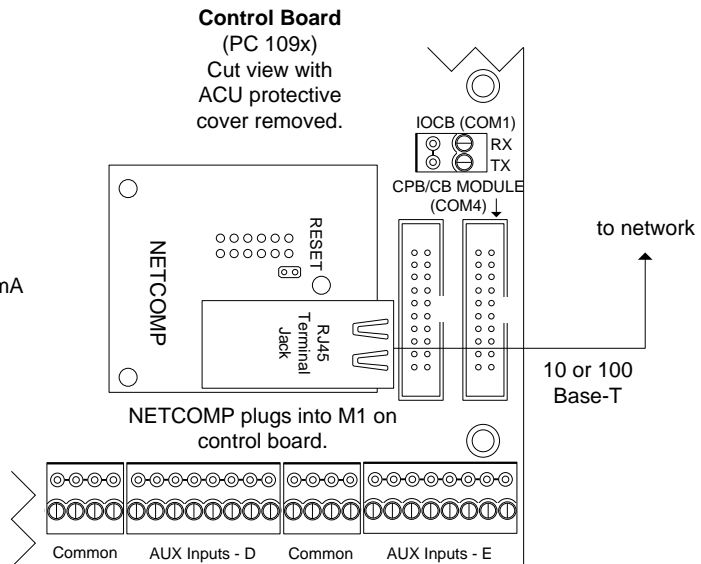 Control Board
(PC 109x)
Cut view with
ACU protective
cover removed.
IOCB (COM1)
RX
TX
CPB/CB MODULE
(COM4)
to network
RESET
NETCOMP
mA
RJ45
Terminal
Jack
10 or 100
Base-T
NETCOMP plugs into M1 on
control board.
Common
AUX Inputs - D
Common
AUX Inputs - E